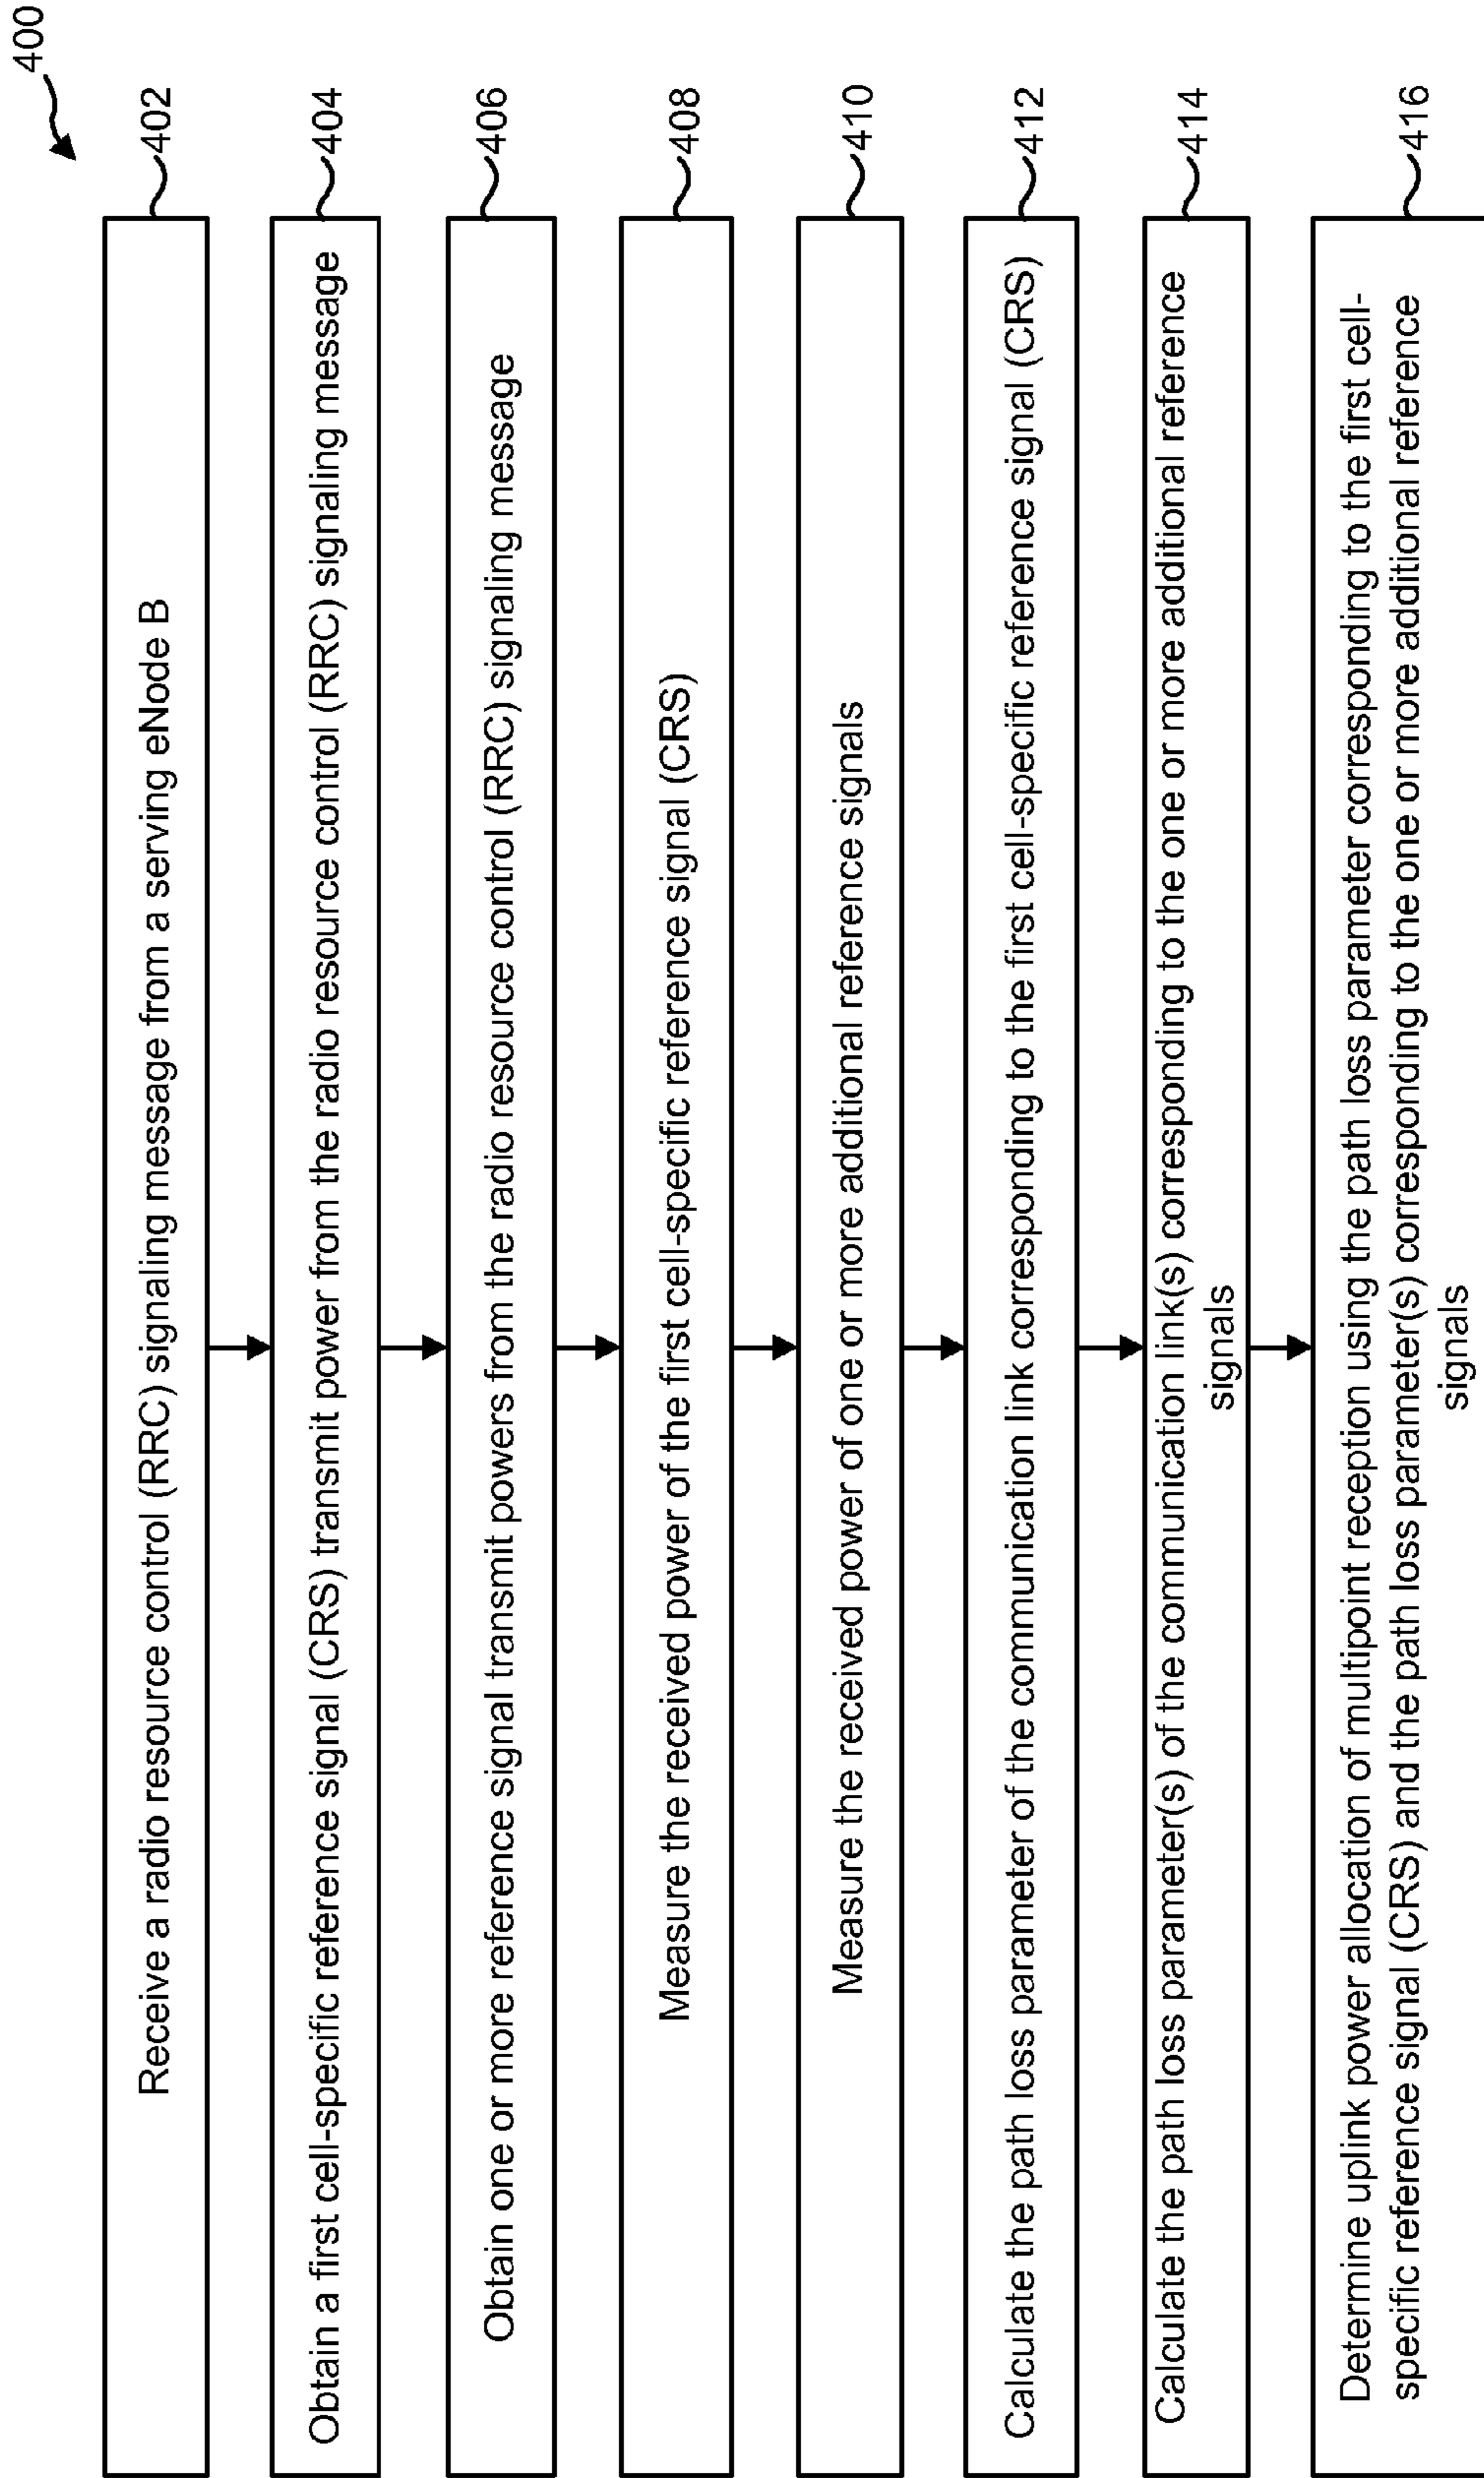 400
Receive a radio resource control (RRC) signaling message from a serving eNode B
402
Obtain a first cell-specific reference signal (CRS) transmit power from the radio resource control (RRC) signaling message
404
Obtain one or more reference signal transmit powers from the radio resource control (RRC) signaling message
406
Measure the received power of the first cell-specific reference signal (CRS)
408
Measure the received power of one or more additional reference signals
410
Calculate the path loss parameter of the communication link corresponding to the first cell-specific reference signal (CRS)
412
Calculate the path loss parameter(s) of the communication link(s) corresponding to the one or more additional reference
signals
414
Determine uplink power allocation of multipoint reception using the path loss parameter corresponding to the first cell-
specific reference signal (CRS) and the path loss parameter(s) corresponding to the one or more additional reference
signals
416